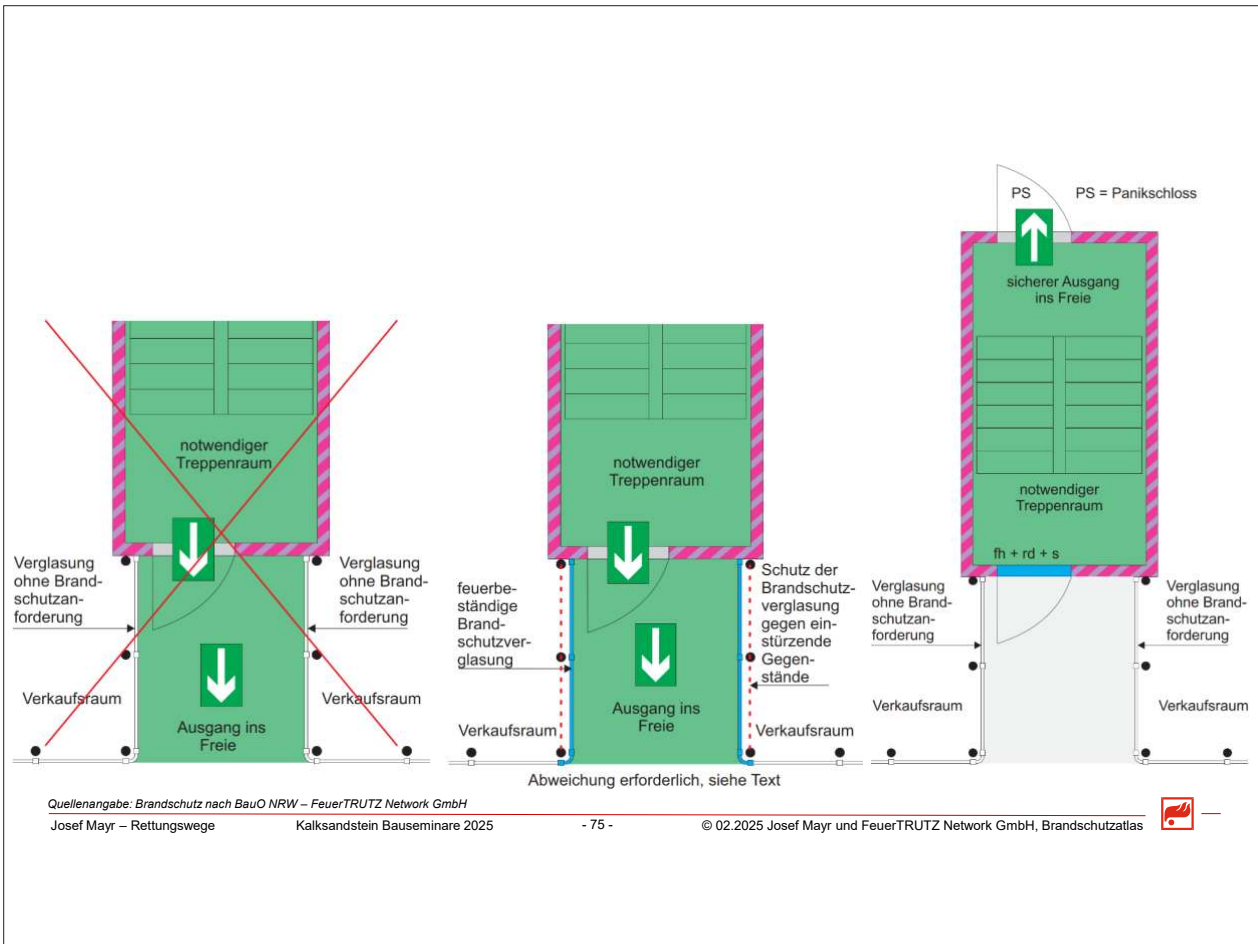 notwendiger
Treppenraum
Verglasung
ohne Brand-
schutzan-
forderung
Verglasung
ohne Brand-
schutzan-
forderung
Verkaufsraum
Verkaufsraum
Ausgang ins
Freie
notwendiger
Treppenraum
feuerbe-
ständige
Brand-
schutzver-
glasung
Schutz der
Brandschutz-
verglasung
gegen ein-
stürzende
Gegen-
stände
Verkaufsraum
Ausgang ins
Freie
Verkaufsraum
Abweichung erforderlich, siehe Text
PS
PS = Panikschloss
sicherer Ausgang
ins Freie
notwendiger
Treppenraum
fh + rd + s
Verglasung
ohne Brand-
schutzan-
forderung
Verglasung
ohne Brand-
schutzan-
forderung
Verkaufsraum
Verkaufsraum
Quellenangabe: Brandschutz nach BauO NRW – FeuerTRUTZ Network GmbH
Josef Mayr – Rettungswege Kalksandstein Bauseminare 2025 - 75 - © 02.2025 Josef Mayr und FeuerTRUTZ Network GmbH, Brandschutzatlas